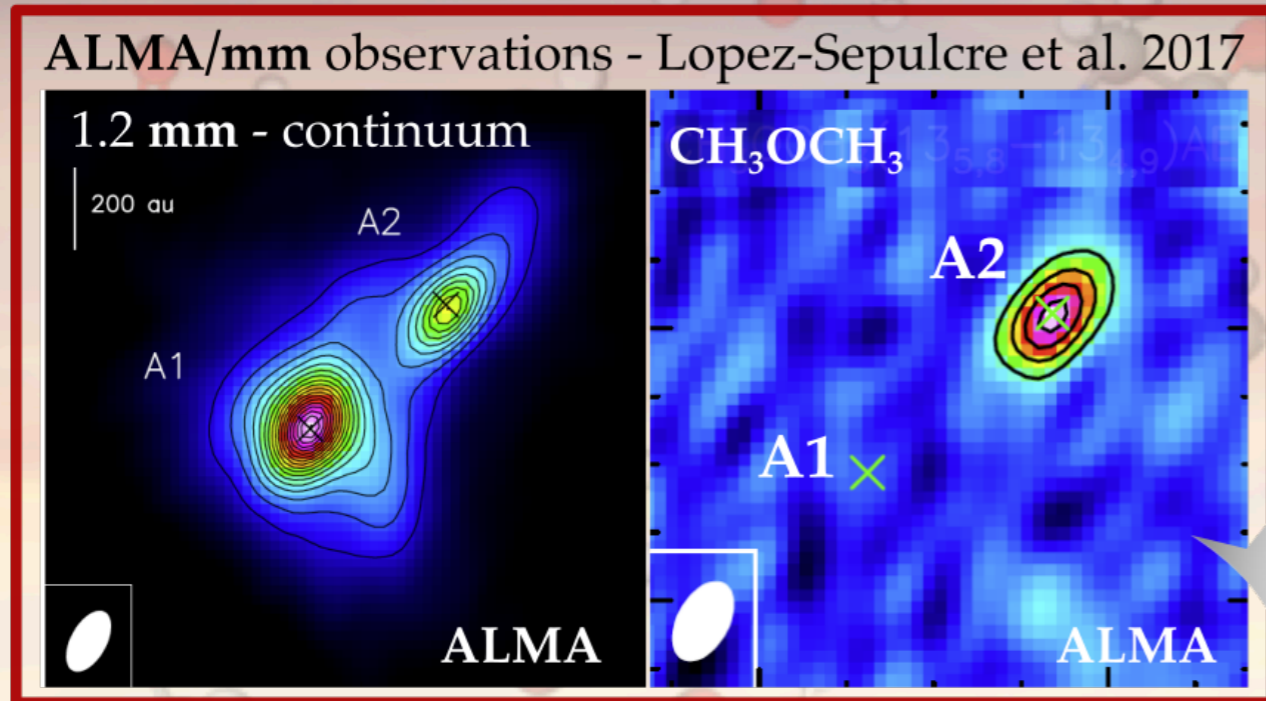 ALMA/mm observations - Lopez-Sepulcre et al. 2017
1.2 mm - continuum
200 au
A2
A1
ALMA
CH₃OCH₃
A2
A1
ALMA